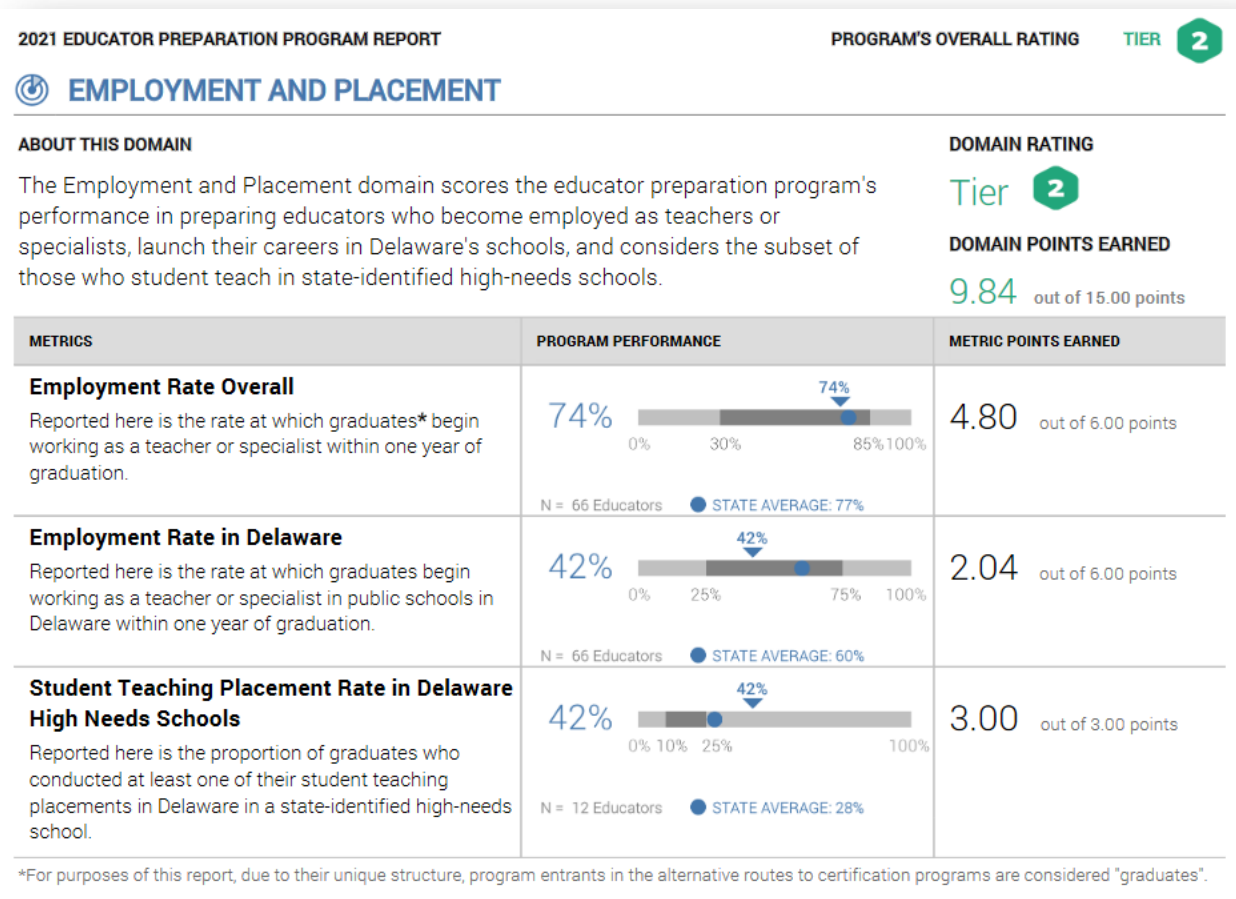 2021 EDUCATOR PREPARATION PROGRAM REPORT
PROGRAM'S OVERALL RATING TIER 2
EMPLOYMENT AND PLACEMENT
ABOUT THIS DOMAIN
The Employment and Placement domain scores the educator preparation program's
performance in preparing educators who become employed as teachers or
specialists, launch their careers in Delaware's schools, and considers the subset of
those who student teach in state-identified high-needs schools.
DOMAIN RATING
Tier 2
DOMAIN POINTS EARNED
9.84 out of 15.00 points
METRICS
PROGRAM PERFORMANCE
METRIC POINTS EARNED
Employment Rate Overall
Reported here is the rate at which graduates* begin
working as a teacher or specialist within one year of
graduation.
74%
74%
0% 30% 85% 100%
N = 66 Educators
STATE AVERAGE: 77%
4.80 out of 6.00 points
Employment Rate in Delaware
Reported here is the rate at which graduates begin
working as a teacher or specialist in public schools in
Delaware within one year of graduation.
42%
42%
0% 25% 75% 100%
N = 66 Educators
STATE AVERAGE: 60%
2.04 out of 6.00 points
Student Teaching Placement Rate in Delaware
High Needs Schools
Reported here is the proportion of graduates who
conducted at least one of their student teaching
placements in Delaware in a state-identified high-needs
school.
42%
42%
0% 10% 25% 100%
N = 12 Educators
STATE AVERAGE: 28%
3.00 out of 3.00 points
*For purposes of this report, due to their unique structure, program entrants in the alternative routes to certification programs are considered "graduates".